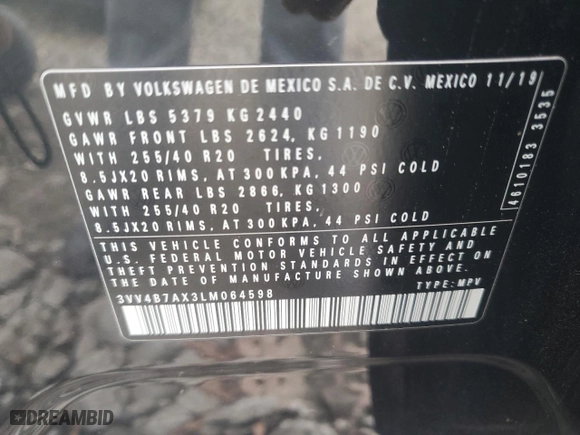 MFD BY VOLKSWAGEN DE MEXICO S.A. DE C.V. MEXICO 11/19
GVWR LBS 5379 KG 2440
GAWR FRONT LBS 2624, KG 1190
WITH 255/40 R20 TIRES,
8.5JX20 RIMS, AT 300 KPA, 44 PSI COLD
GAWR REAR LBS 2866, KG 1300
WITH 255/40 R20 TIRES,
8.5JX20 RIMS, AT 300 KPA, 44 PSI COLD
THIS VEHICLE CONFORMS TO ALL APPLICABLE
U.S. FEDERAL MOTOR VEHICLE SAFETY AND
THEFT PREVENTION STANDARDS IN EFFECT ON
THE DATE OF MANUFACTURE SHOWN ABOVE.
3VV4B7AX3LM064598 TYPE: MPV
4610183 3535
DREAMBID